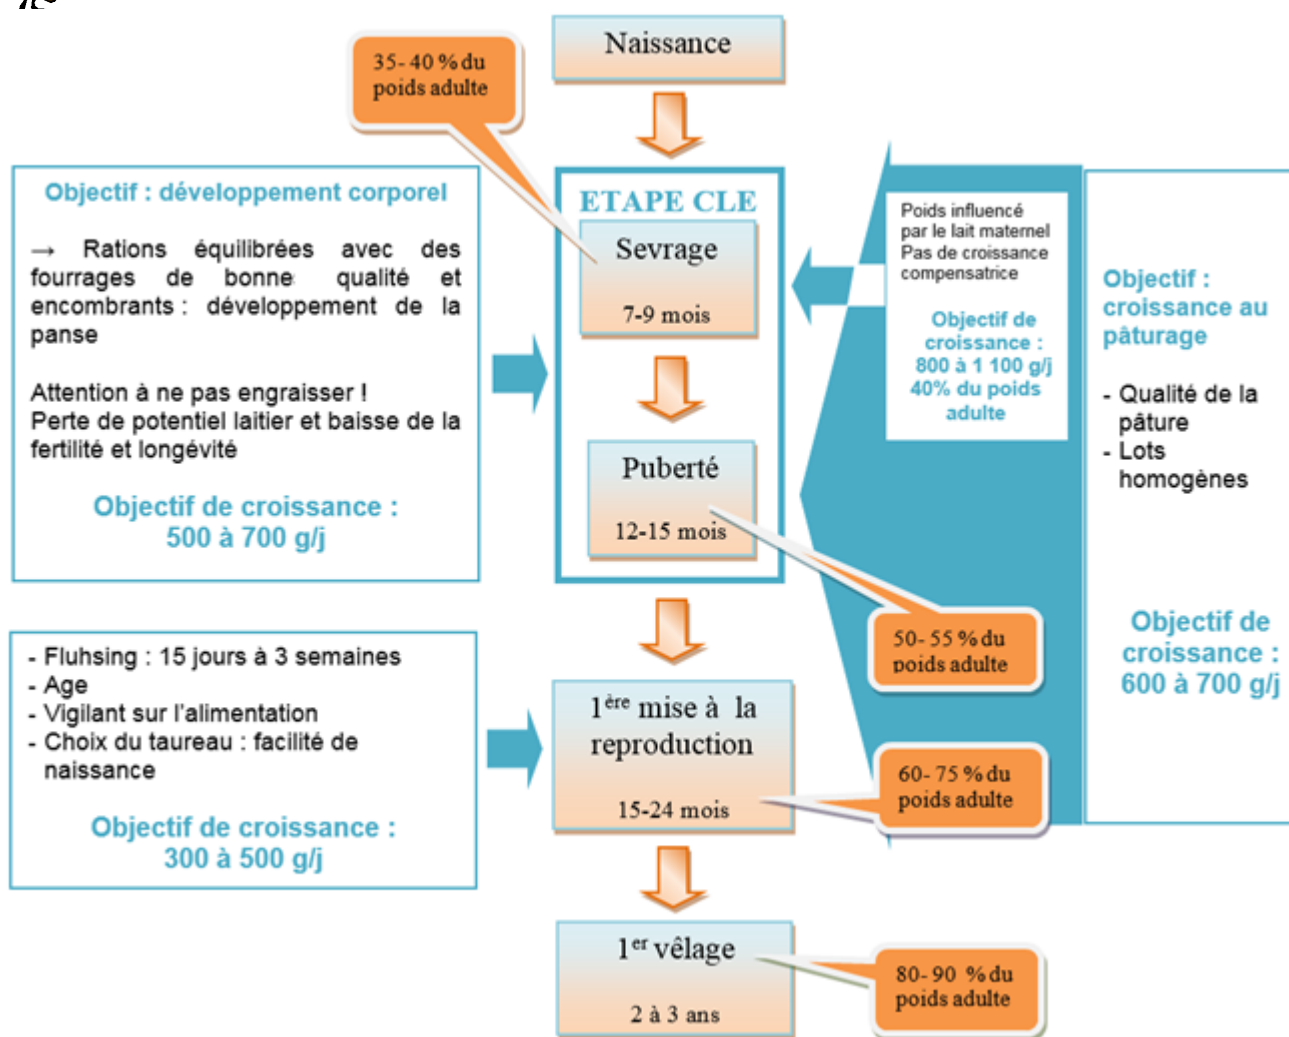 Naissance
35- 40 % du
poids adulte
Objectif : développement corporel
→ Rations équilibrées avec des
fourrages de bonne qualité et
encombrants : développement de la
panse
Attention à ne pas engraisser !
Perte de potentiel laitier et baisse de la
fertilité et longévité
Objectif de croissance :
500 à 700 g/j
ETAPE CLE
Sevrage
7-9 mois
Puberté
12-15 mois
Poids influencé
par le lait maternel
Pas de croissance
compensatrice
Objectif de
croissance :
800 à 1 100 g/j
40% du poids
adulte
Objectif :
croissance au
pâturage
- Qualité de la
pâture
- Lots
homogènes
Objectif de
croissance :
600 à 700 g/j
50- 55 % du
poids adulte
- Fluhsing : 15 jours à 3 semaines
- Age
- Vigilant sur l'alimentation
- Choix du taureau : facilité de
naissance
Objectif de croissance :
300 à 500 g/j
1ère mise à la
reproduction
15-24 mois
60- 75 % du
poids adulte
1er vêlage
2 à 3 ans
80- 90 % du
poids adulte